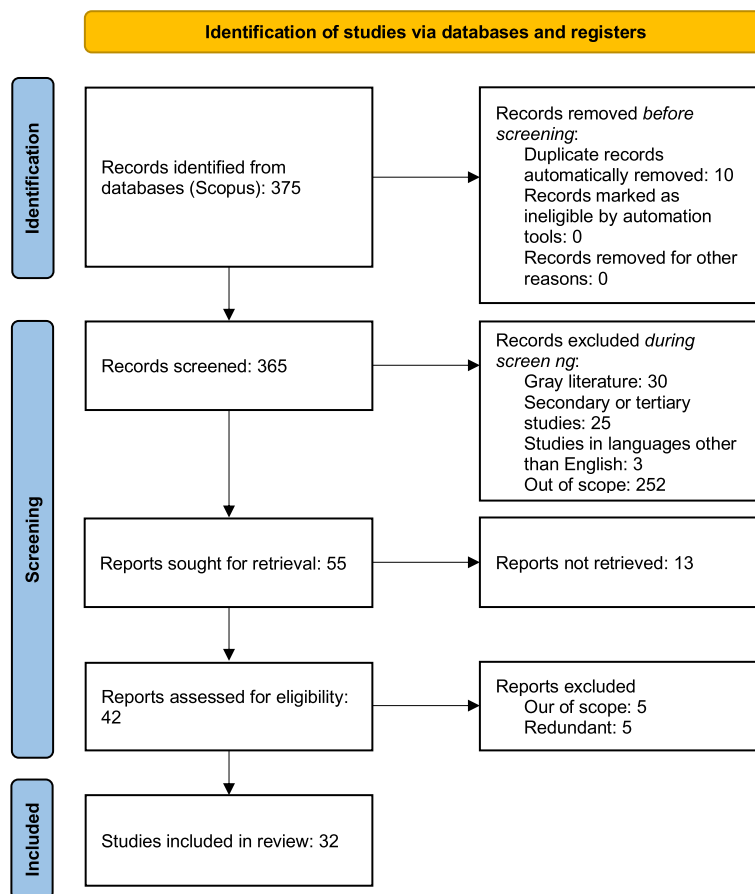 Identification of studies via databases and registers
Identification
Records identified from
databases (Scopus): 375
Records removed before
screening:
Duplicate records
automatically removed: 10
Records marked as
ineligible by automation
tools: 0
Records removed for other
reasons: 0
Screening
Records screened: 365
Records excluded during
screen ng:
Gray literature: 30
Secondary or tertiary
studies: 25
Studies in languages other
than English: 3
Out of scope: 252
Reports sought for retrieval: 55
Reports not retrieved: 13
Reports assessed for eligibility:
42
Reports excluded
Our of scope: 5
Redundant: 5
Included
Studies included in review: 32